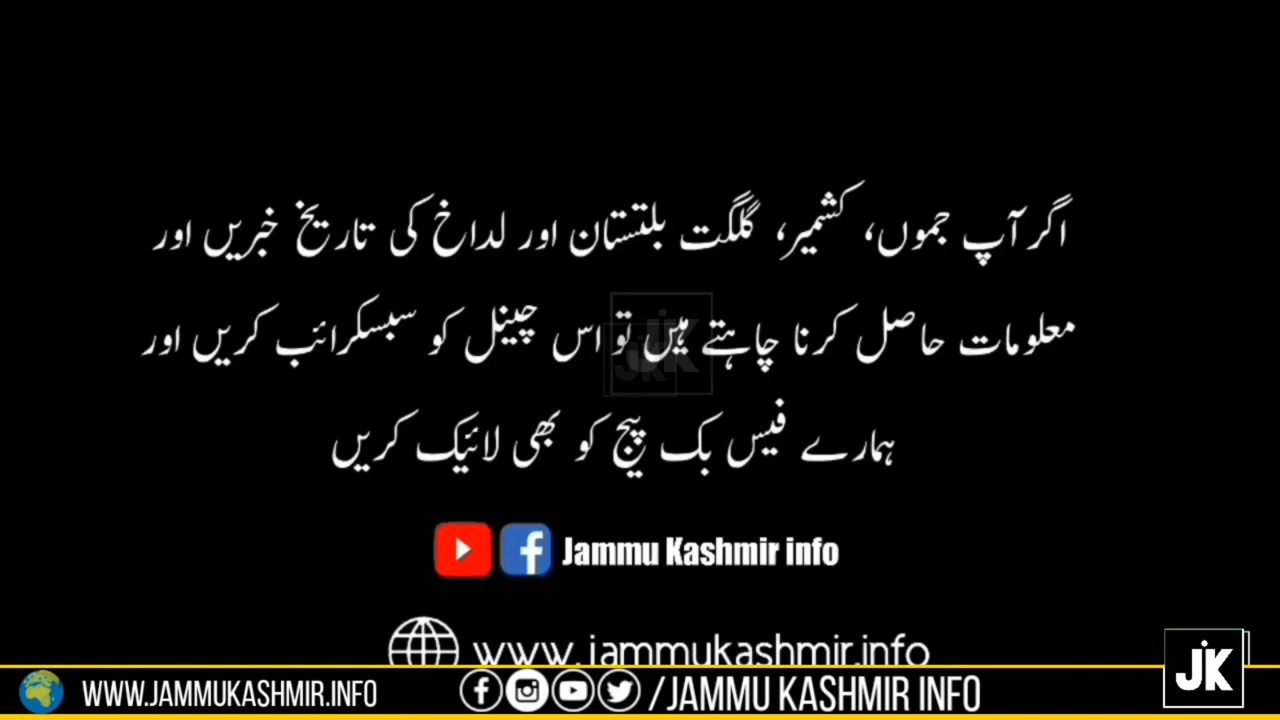 اگر آپ جموں، کشمیر، گلگت بلتستان اور لداخ کی تاریخ خبریں اور
معلومات حاصل کرنا چاہتے ہیں تو اس چینل کو سبسکرائب کریں اور
ہمارے فیس بک پیج کو بھی لائیک کریں
Jammu Kashmir info
www.jammukashmir.info
WWW.JAMMUKASHMIR.INFO /JAMMU KASHMIR INFO JK